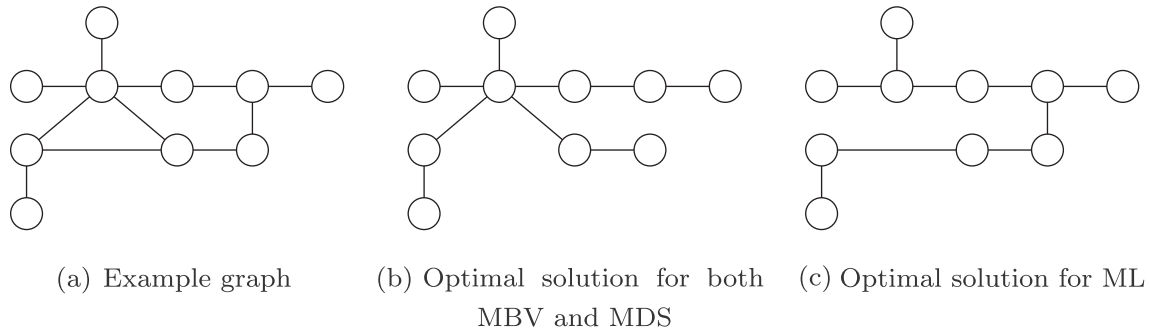 (a) Example graph
(b) Optimal solution for both
MBV and MDS
(c) Optimal solution for ML